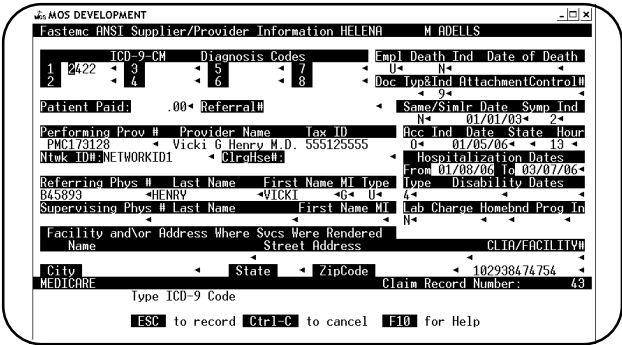 MOS MOS DEVELOPMENT
Fastemc ANSI Supplier/Provider Information HELENA M ADELLS
ICD-9-CM Diagnosis Codes Empl Death Ind Date of Death
1 2422 3 5 7 U N
2 4 6 8 Doc Typ&Ind AttachmentControl#
9
Patient Paid: .00 Referral# Same/Simlr Date Symp Ind
N 01/01/03 2
Performing Prov # Provider Name Tax ID Acc Ind Date State Hour
PMC173128 Vicki G Henry M.D. 555125555 O 01/05/06 13
Ntwk ID#:NETWORKID1 ClrgHse#: Hospitalization Dates
From 01/08/06 To 03/07/06
Referring Phys # Last Name First Name MI Type Type Disability Dates
B45893 HENRY VICKI G U 4
Supervising Phys # Last Name First Name MI Lab Charge Homebnd Prog In
N
Facility and\or Address Where Svcs Were Rendered
Name Street Address CLIA/FACILITY#
City State ZipCode 102938474754
MEDICARE Claim Record Number: 43
Type ICD-9 Code
ESC to record Ctrl-C to cancel F10 for Help